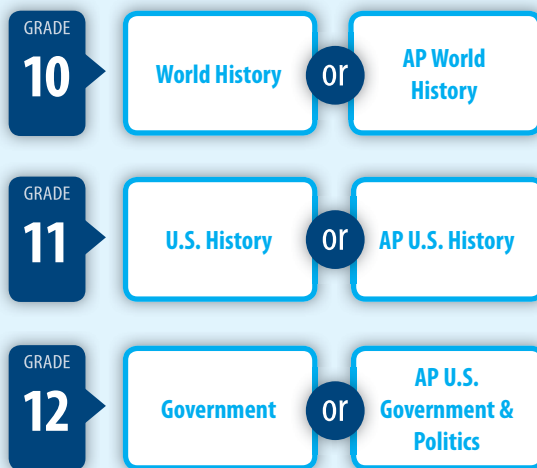 GRADE
10
World History
or
AP World
History
GRADE
11
U.S. History
or
AP U.S. History
GRADE
12
Government
or
AP U.S.
Government &
Politics